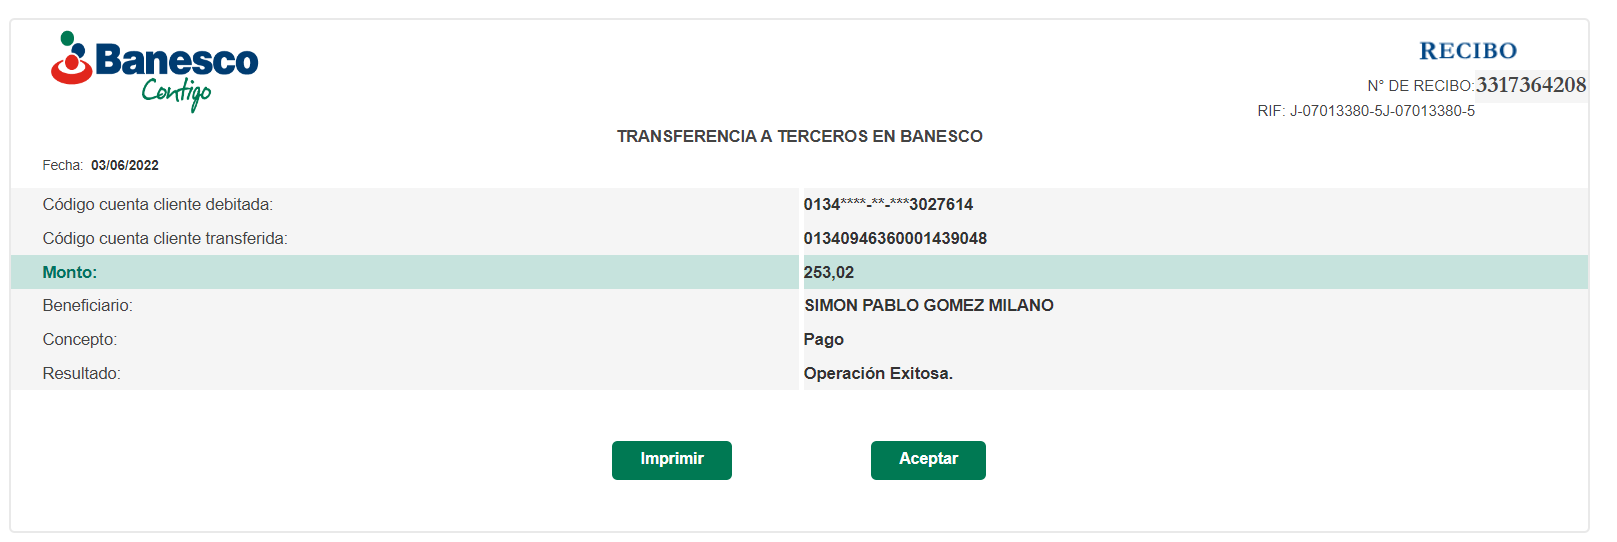 Banesco
Contigo
RECIBO
N° DE RECIBO: 3317364208
RIF: J-07013380-5J-07013380-5
TRANSFERENCIA A TERCEROS EN BANESCO
Fecha: 03/06/2022
Código cuenta cliente debitada: 0134****-**-***3027614
Código cuenta cliente transferida: 01340946360001439048
Monto: 253,02
Beneficiario: SIMON PABLO GOMEZ MILANO
Concepto: Pago
Resultado: Operación Exitosa.
Imprimir Aceptar